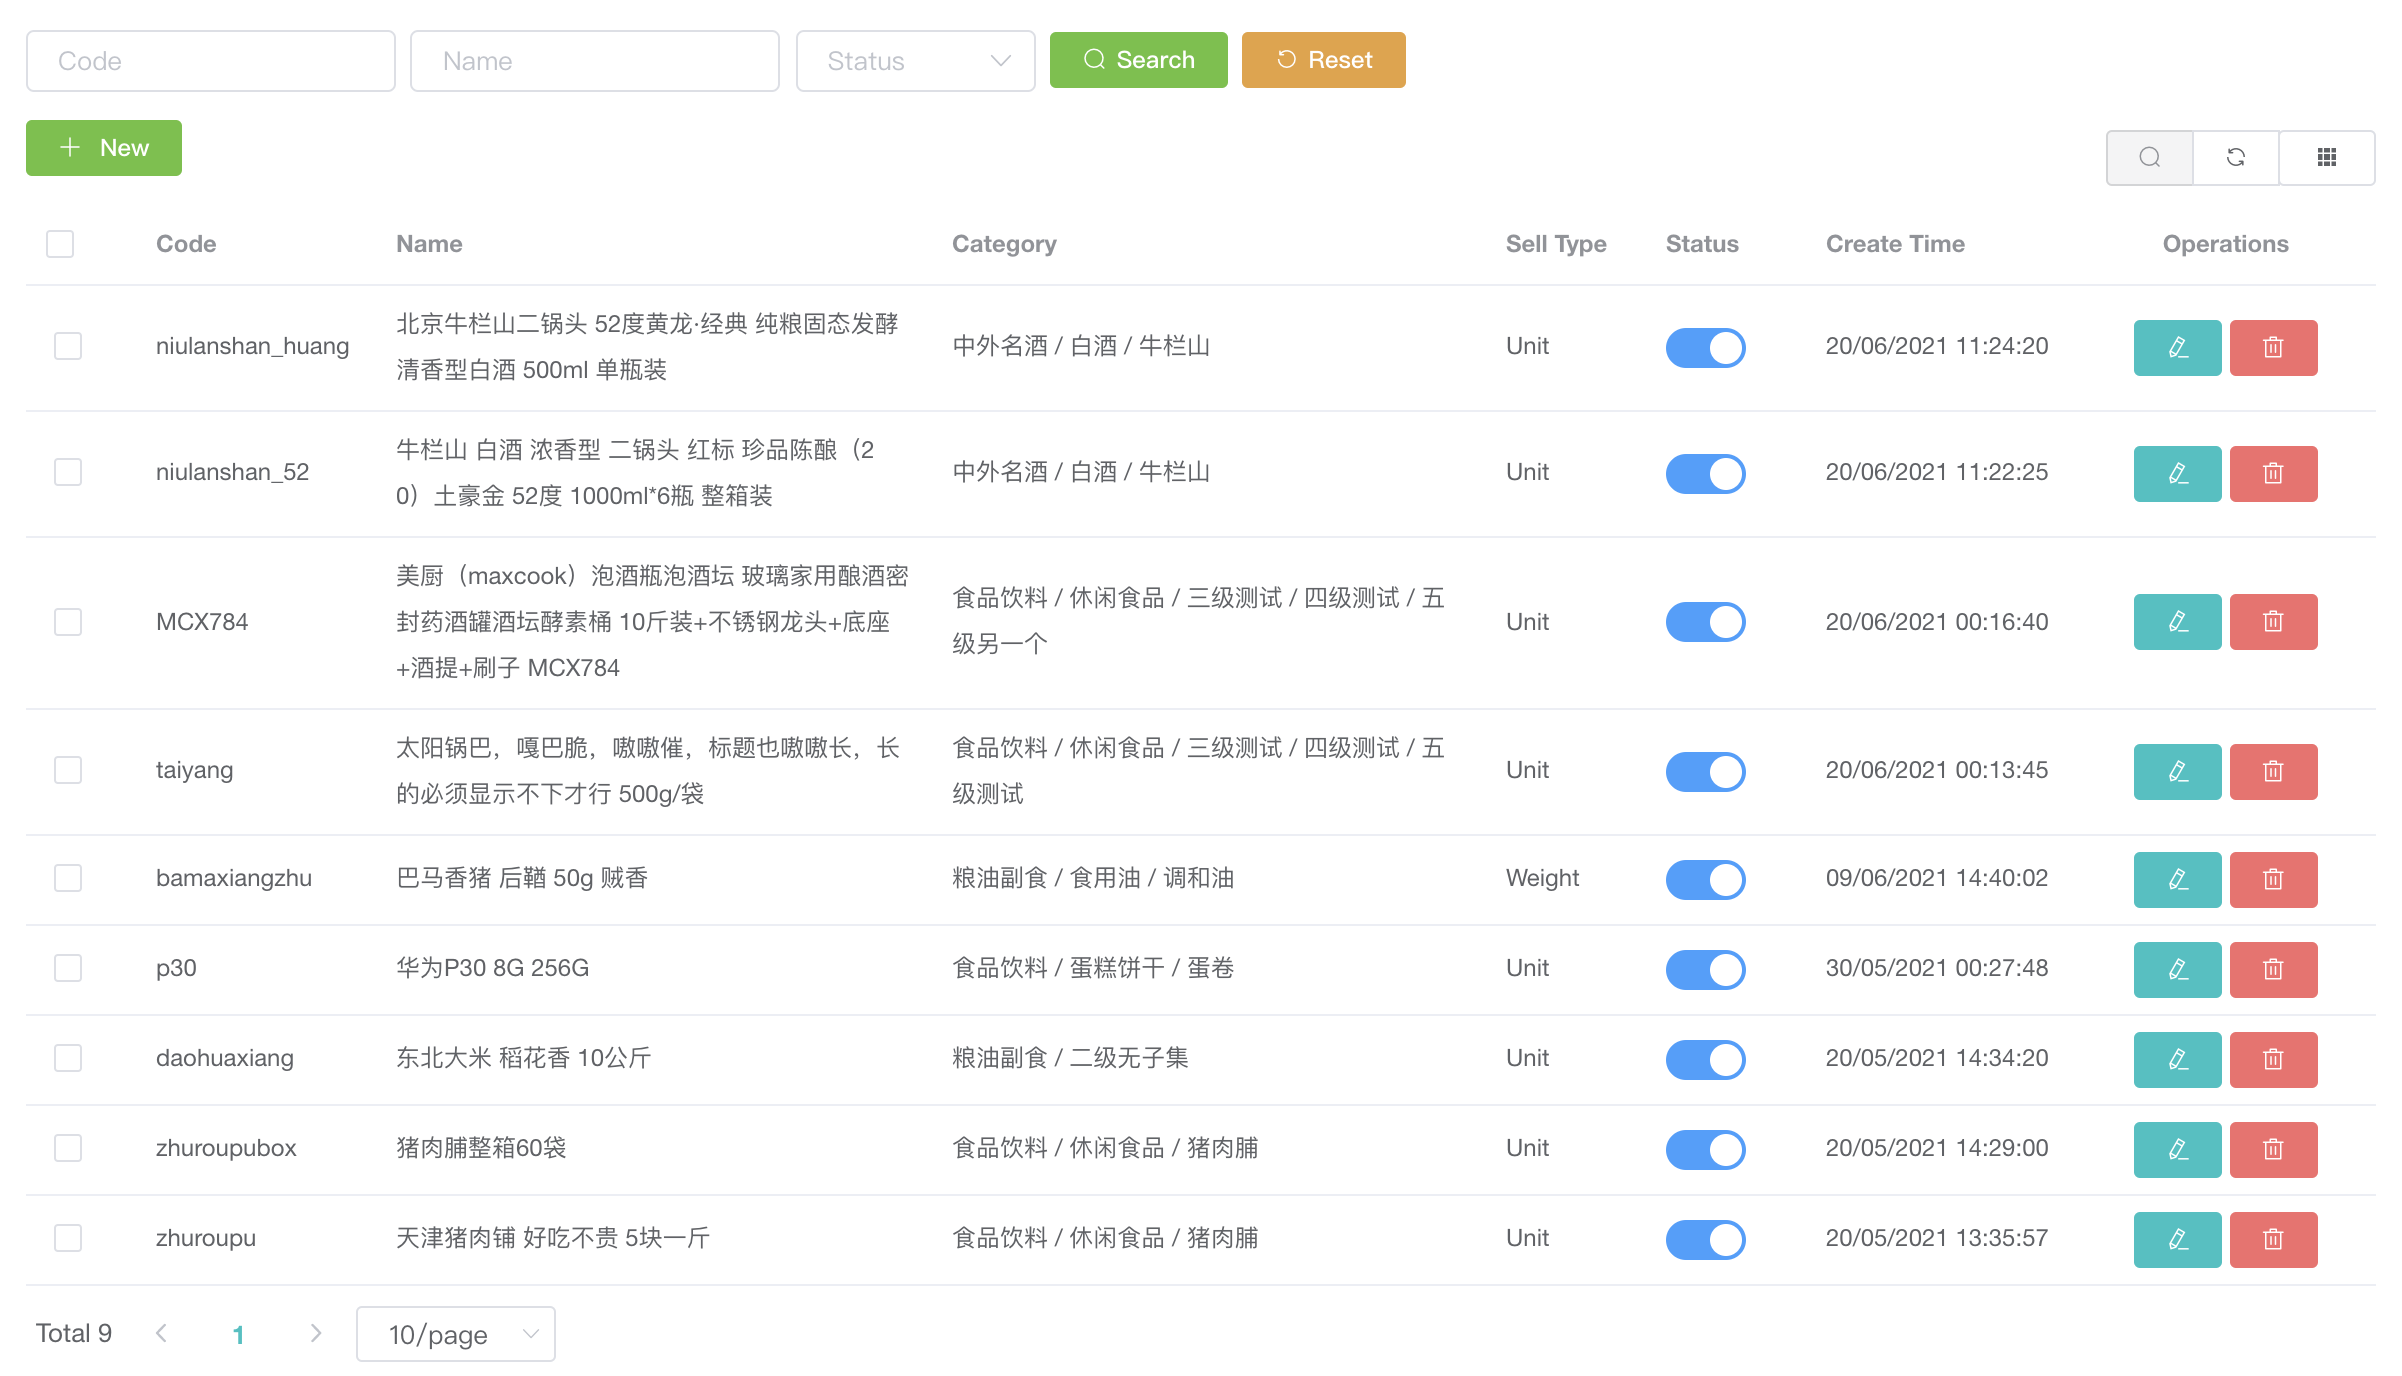 Code Name Status Search Reset
New
Code Name Category Sell Type Status Create Time Operations
niulanshan_huang 北京牛栏山二锅头 52度黄龙·经典 纯粮固态发酵
清香型白酒 500ml 单瓶装 中外名酒 / 白酒 / 牛栏山 Unit 20/06/2021 11:24:20
niulanshan_52 牛栏山 白酒 浓香型 二锅头 红标 珍品陈酿（2
0）土豪金 52度 1000ml*6瓶 整箱装 中外名酒 / 白酒 / 牛栏山 Unit 20/06/2021 11:22:25
MCX784 美厨（maxcook）泡酒瓶泡酒坛 玻璃家用酿酒密
封药酒罐酒坛酵素桶 10斤装+不锈钢龙头+底座
+酒提+刷子 MCX784 食品饮料 / 休闲食品 / 三级测试 / 四级测试 / 五
级另一个 Unit 20/06/2021 00:16:40
taiyang 太阳锅巴，嘎巴脆，嗷嗷催，标题也嗷嗷长，长
的必须显示不下才行 500g/袋 食品饮料 / 休闲食品 / 三级测试 / 四级测试 / 五
级测试 Unit 20/06/2021 00:13:45
bamaxiangzhu 巴马香猪 后鞧 50g 贼香 粮油副食 / 食用油 / 调和油 Weight 09/06/2021 14:40:02
p30 华为P30 8G 256G 食品饮料 / 蛋糕饼干 / 蛋卷 Unit 30/05/2021 00:27:48
daohuaxiang 东北大米 稻花香 10公斤 粮油副食 / 二级无子集 Unit 20/05/2021 14:34:20
zhuroupubox 猪肉脯整箱60袋 食品饮料 / 休闲食品 / 猪肉脯 Unit 20/05/2021 14:29:00
zhuroupu 天津猪肉铺 好吃不贵 5块一斤 食品饮料 / 休闲食品 / 猪肉脯 Unit 20/05/2021 13:35:57
Total 9 1 10/page